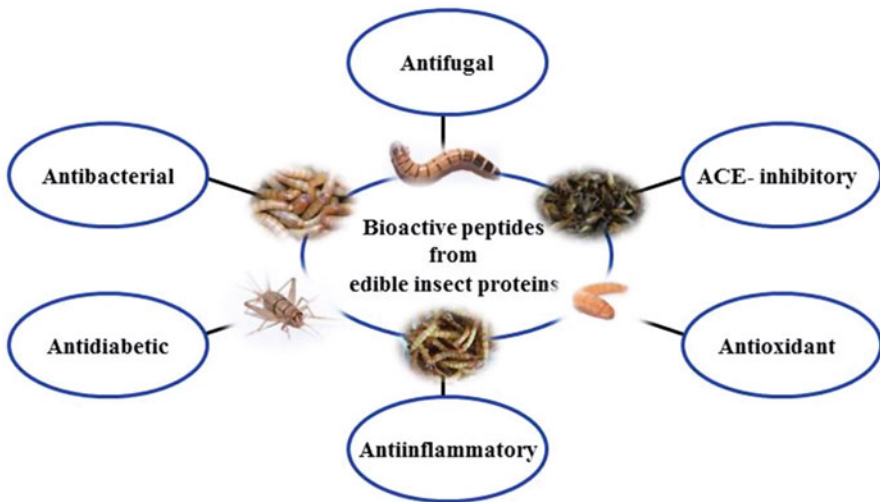 Antifugal
Antibacterial
ACE- inhibitory
Bioactive peptides
from
edible insect proteins
Antidiabetic
Antioxidant
Antiinflammatory